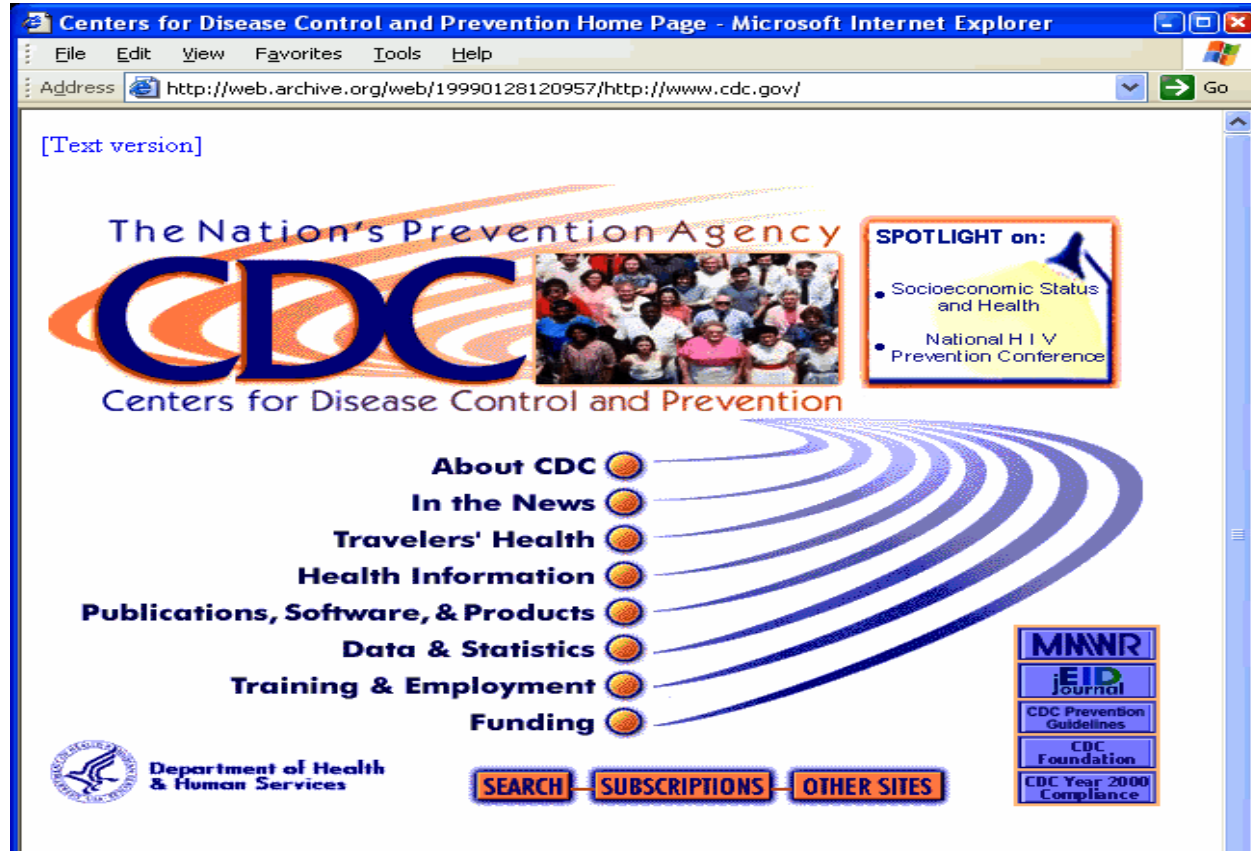 Centers for Disease Control and Prevention Home Page - Microsoft Internet Explorer
File Edit View Favorites Tools Help
Address http://web.archive.org/web/19990128120957/http://www.cdc.gov/ Go
[Text version]
The Nation's Prevention Agency
CDC
Centers for Disease Control and Prevention
SPOTLIGHT on:
• Socioeconomic Status
and Health
• National H I V
Prevention Conference
About CDC
In the News
Travelers' Health
Health Information
Publications, Software, & Products
Data & Statistics
Training & Employment
Funding
MMWR
EID
Journal
CDC Prevention
Guidelines
CDC
Foundation
CDC Year 2000
Compliance
Department of Health
& Human Services
SEARCH SUBSCRIPTIONS OTHER SITES